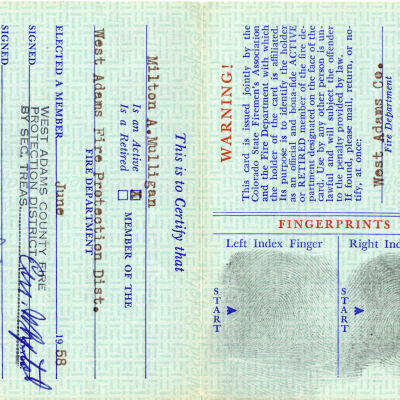 This is to Certify that
Milton A. Mulligan
Is an Active X
Is a Retired
MEMBER OF THE
West Adams Fire Protection Dist.
FIRE DEPARTMENT
ELECTED A MEMBER June 19 58
SIGNED
WEST ADAMS COUNTY FIRE
PROTECTION DISTRICT
BY SEC. TREAS.
SIGNED
WARNING!
This card is issued jointly by the
Colorado State Firemen's Association
and the Fire Department with which
the holder of the card is affiliated.
Its purpose is to identify the holder
as an official and bona-fide ACTIVE
or RETIRED member of the fire de-
partment designated on the face of the
card. Use by any other person is un-
lawful and will subject the offender
to the penalty provided by law.
If found, please mail, return, or no-
tify, at once:
West Adams Co.
Fire Department
FINGERPRINTS
Left Index Finger
Right Ind
START
START